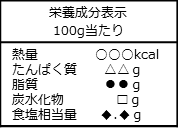 栄養成分表示
100g当たり
熱量 ○○○kcal
たんぱく質 △△g
脂質 ●●g
炭水化物 □g
食塩相当量 ◆.◆g